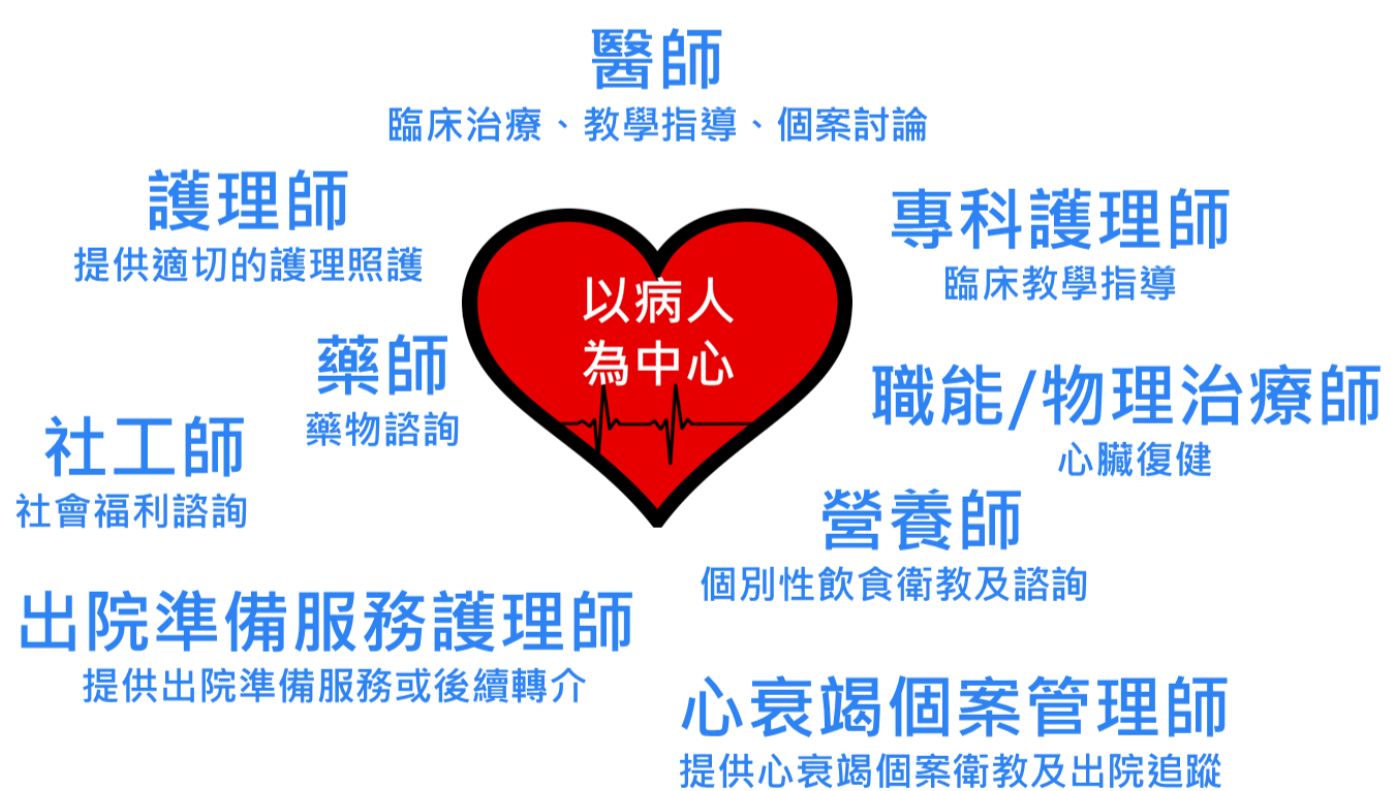 醫師
臨床治療、教學指導、個案討論
護理師
提供適切的護理照護
專科護理師
臨床教學指導
以病人
為中心
藥師
藥物諮詢
職能/物理治療師
心臟復健
社工師
社會福利諮詢
營養師
個別性飲食衛教及諮詢
出院準備服務護理師
提供出院準備服務或後續轉介
心衰竭個案管理師
提供心衰竭個案衛教及出院追蹤